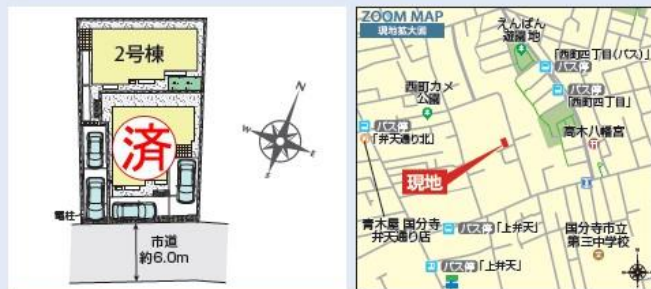 2号棟
済
N
W
E
S
電柱
市道
約6.0m
ZOOM MAP
現地拡大図
えんぱん
遊園地
「西町四丁目(バス)」
バス停
バス停
「西町四丁目」
西町カメ
公園
バス停
「弁天通り北」
高木八幡宮
現地
青木屋 国分寺
弁天通り店
バス停「上弁天」
国分寺市立
第三中学校
バス停「上弁天」